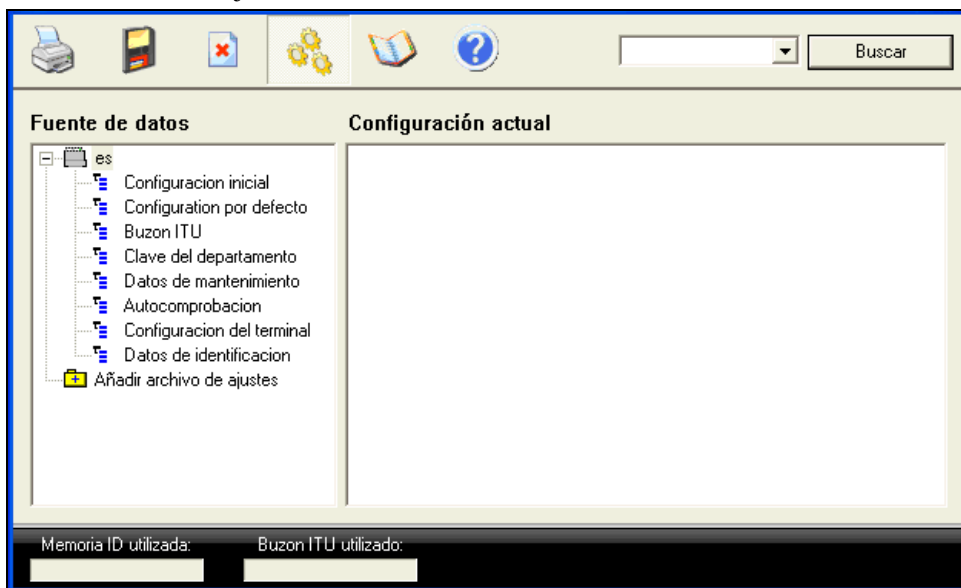 Buscar
Fuente de datos
Configuración actual
es
Configuracion inicial
Configuration por defecto
Buzon ITU
Clave del departamento
Datos de mantenimiento
Autocomprobacion
Configuracion del terminal
Datos de identificacion
Añadir archivo de ajustes
Memoria ID utilizada:
Buzon ITU utilizado: